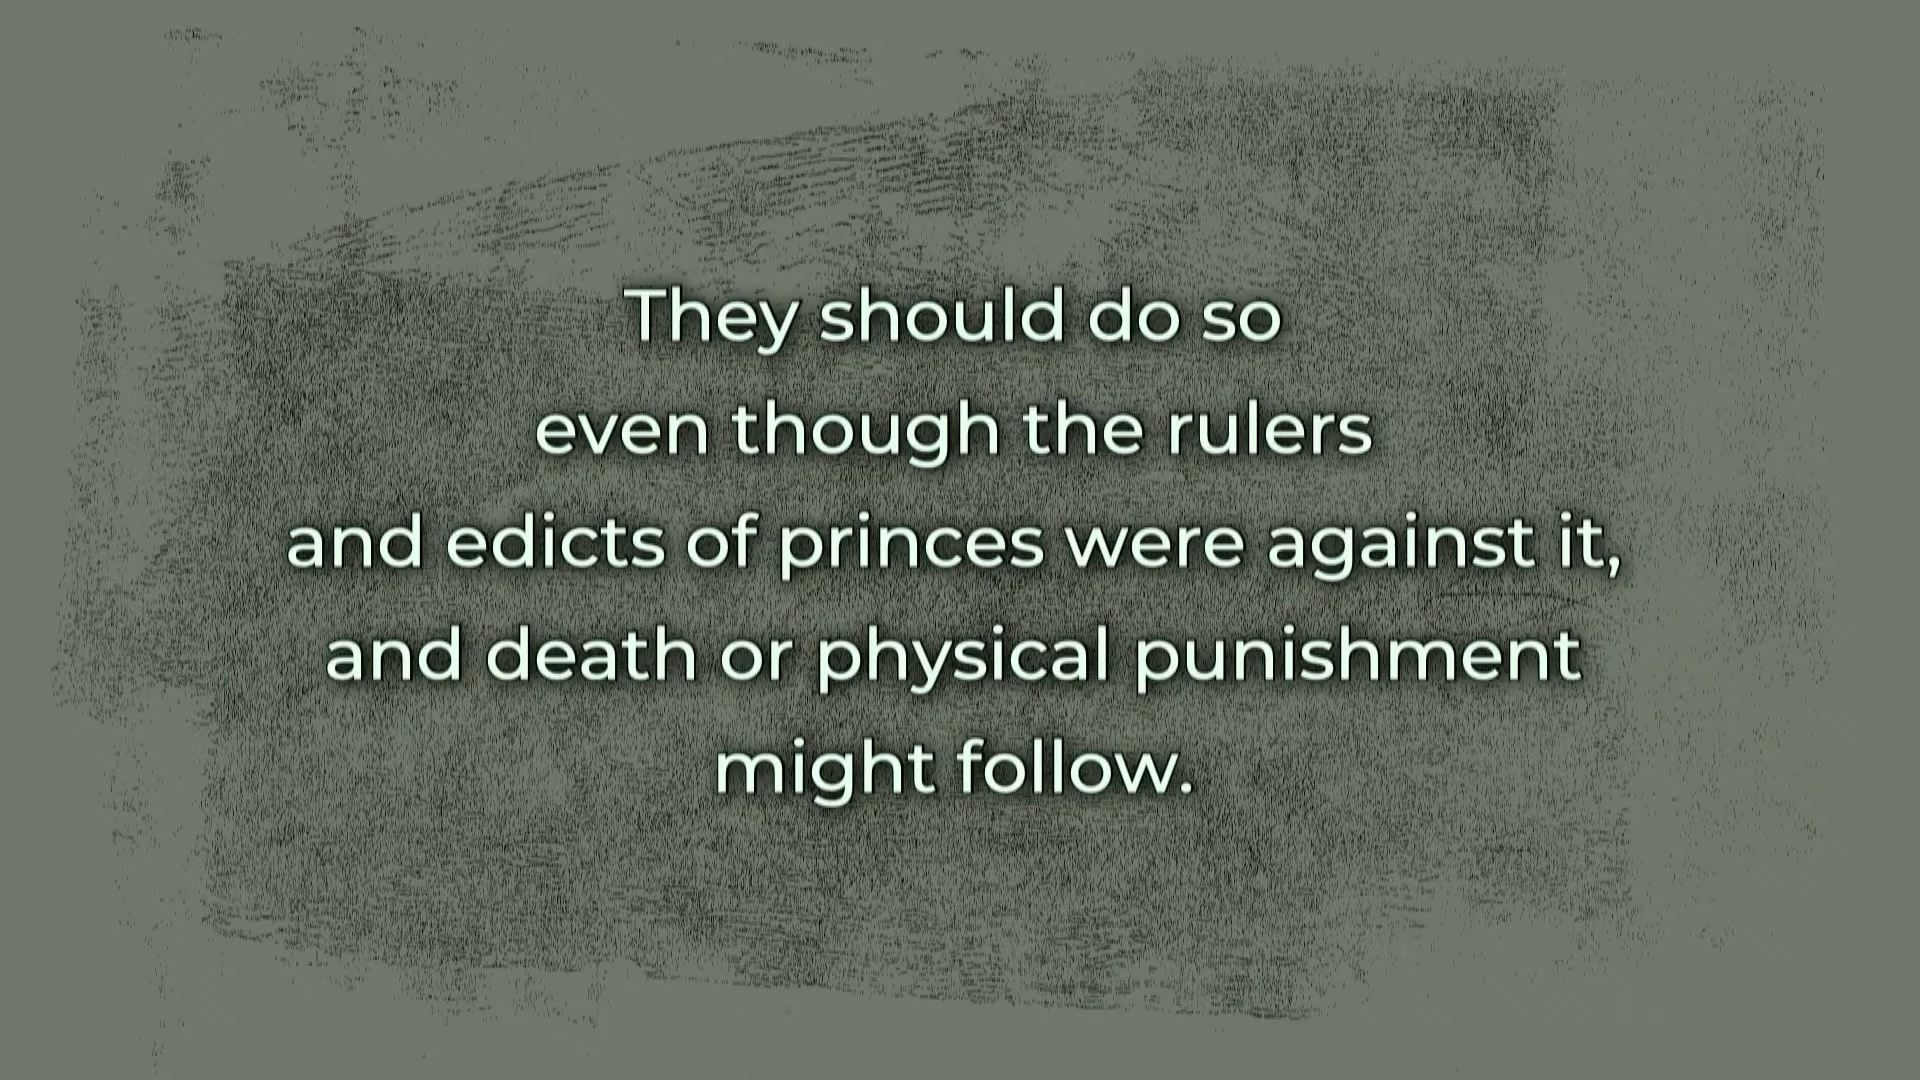 They should do so
even though the rulers
and edicts of princes were against it,
and death or physical punishment
might follow.